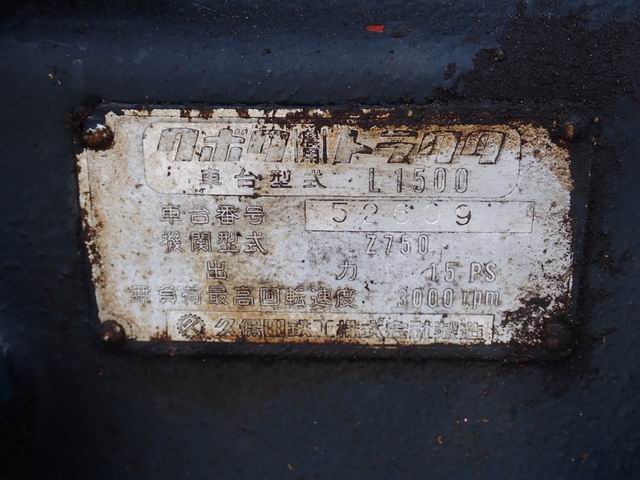 クボタ トラクタ
車台型式 L1500
車台番号 52609
機関型式 Z750
出力 15 PS
無負荷最高回転速度 3000 rpm
久保田鉄工株式会社製造